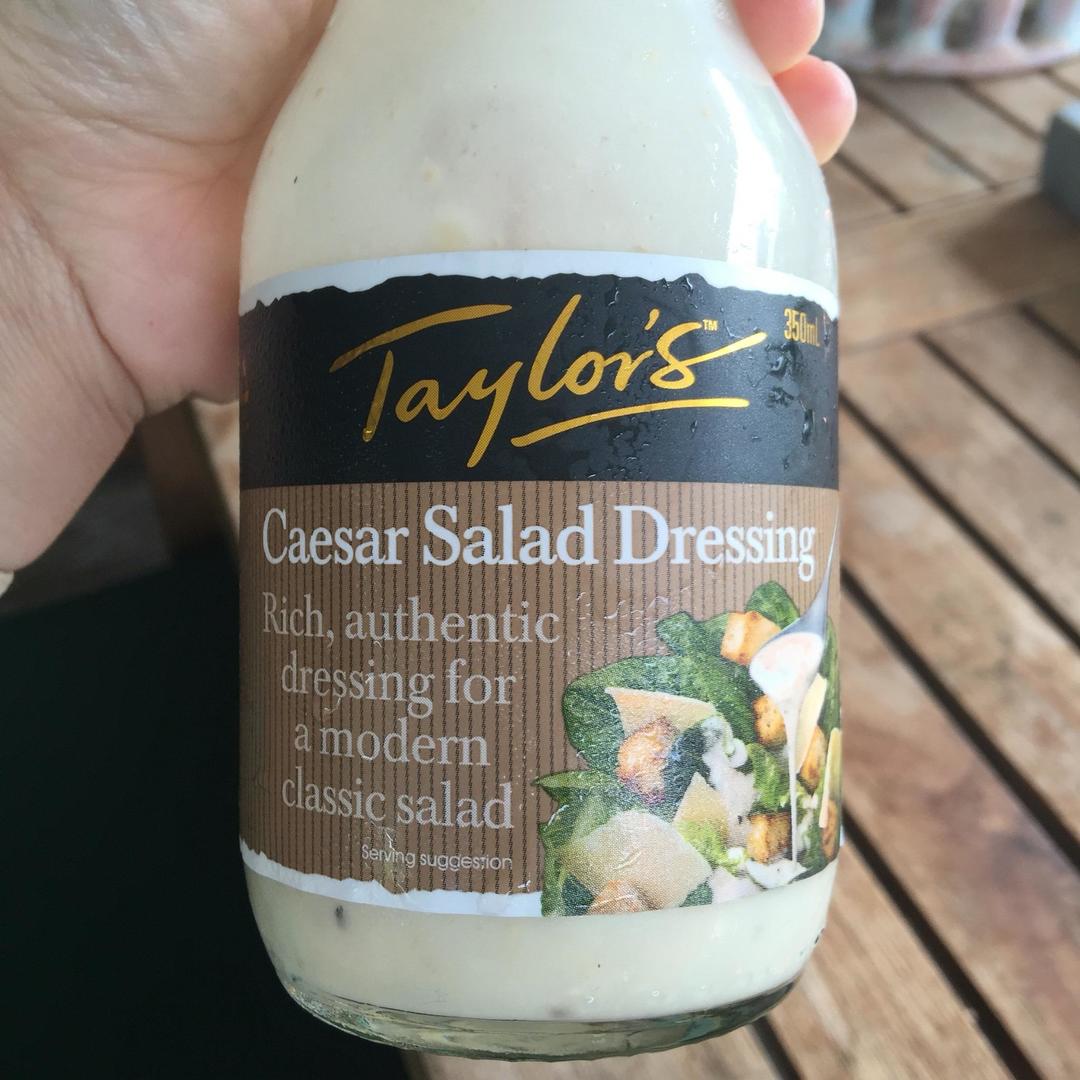 Taylor's™
350mL
Caesar Salad Dressing
Rich, authentic
dressing for
a modern
classic salad
Serving suggestion